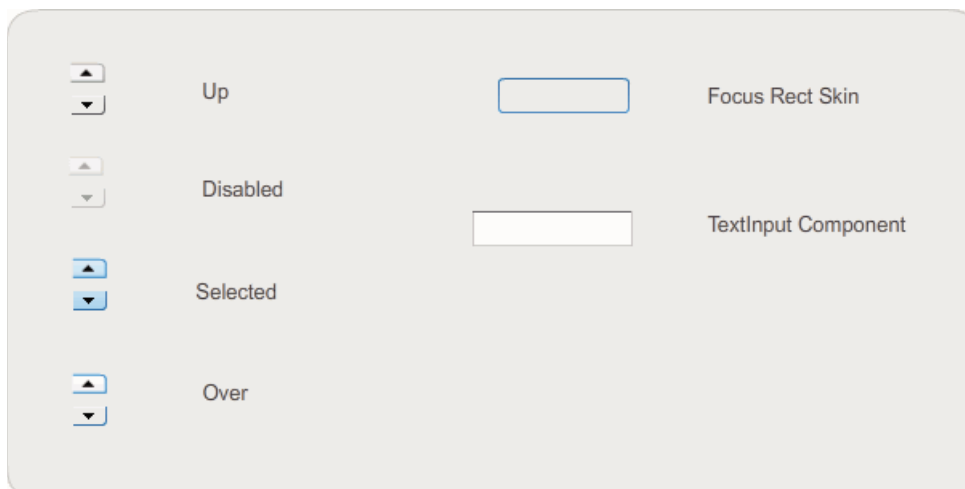 Up
Focus Rect Skin
Disabled
TextInput Component
Selected
Over